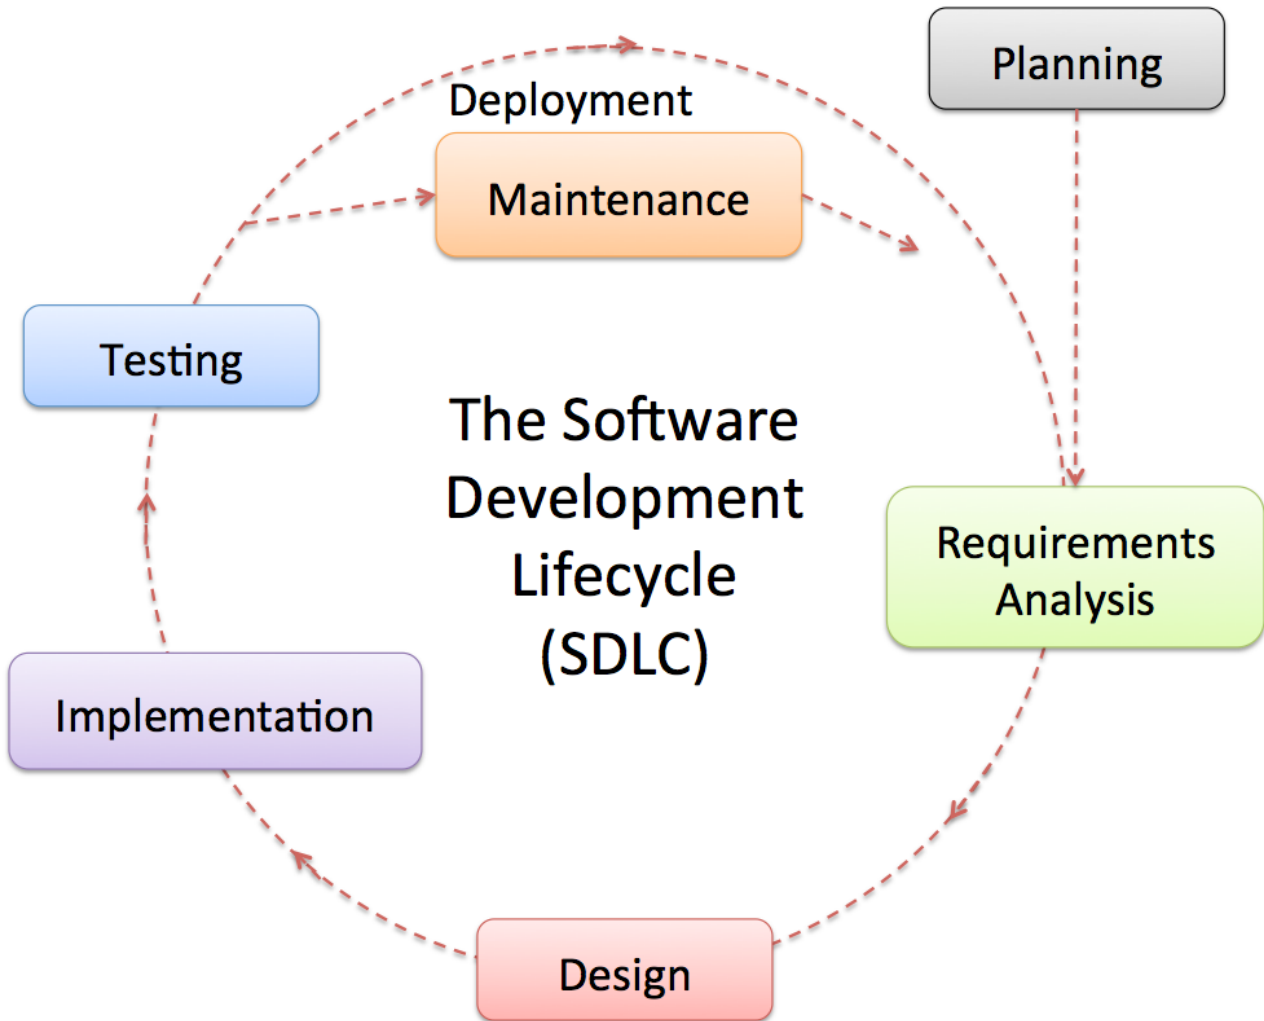 Planning
Deployment
Maintenance
Testing
The Software
Development
Lifecycle
(SDLC)
Requirements
Analysis
Implementation
Design